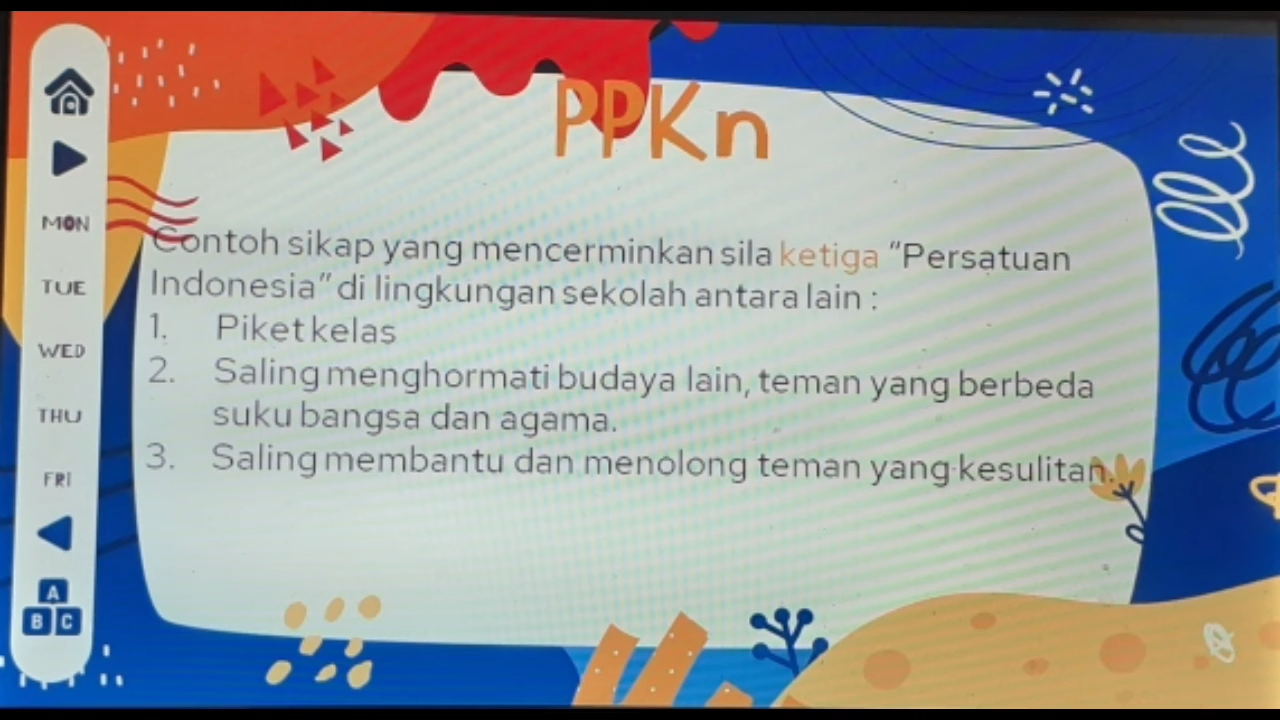 PPKn
MON
TUE
WED
THU
FRI
A
B C
Contoh sikap yang mencerminkan sila ketiga "Persatuan
Indonesia" di lingkungan sekolah antara lain :
1. Piket kelas
2. Saling menghormati budaya lain, teman yang berbeda
suku bangsa dan agama.
3. Saling membantu dan menolong teman yang kesulitan.